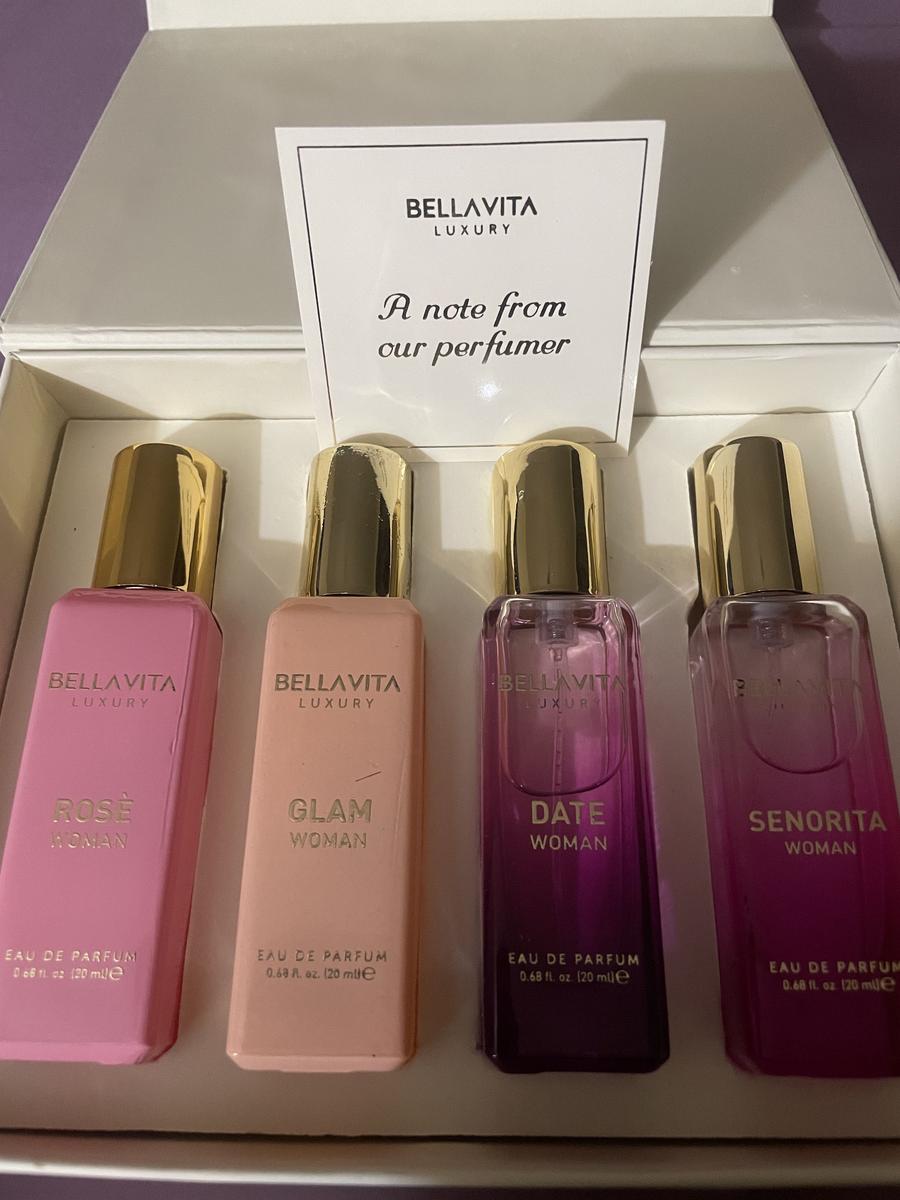 BELLAVITA
LUXURY
A note from
our perfumer
BELLAVITA
LUXURY
ROSÈ
WOMAN
EAU DE PARFUM
0.68 fl. oz. (20 ml)℮
BELLAVITA
LUXURY
GLAM
WOMAN
EAU DE PARFUM
0.68 fl. oz. (20 ml)℮
BELLAVITA
LUXURY
DATE
WOMAN
EAU DE PARFUM
0.68 fl. oz. (20 ml)℮
BELLAVITA
LUXURY
SENORITA
WOMAN
EAU DE PARFUM
0.68 fl. oz. (20 ml)℮